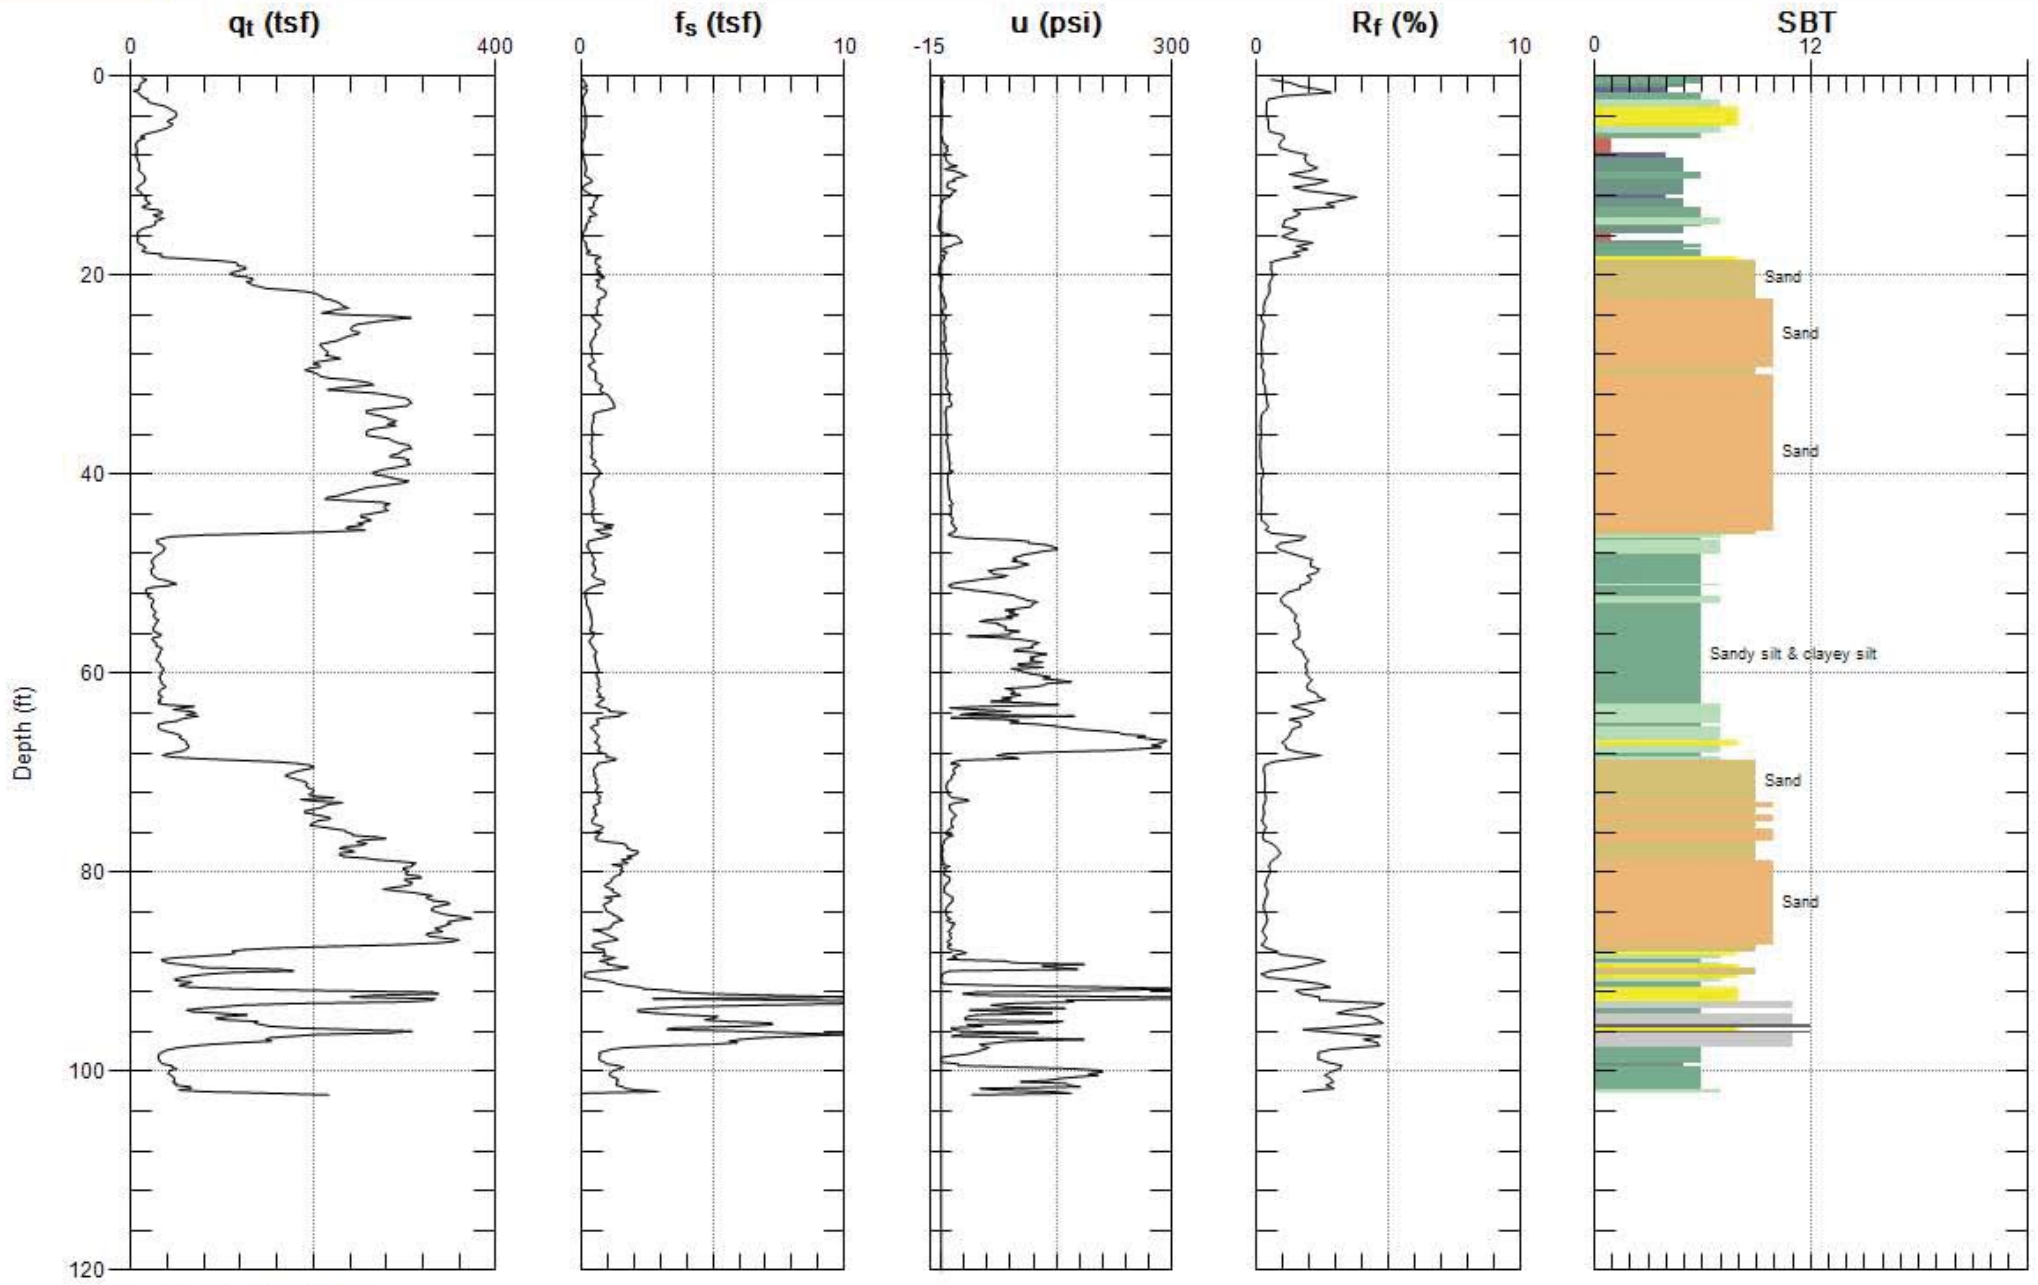 qt (tsf) fs (tsf) u (psi) Rf (%) SBT
0 400 0 10 -15 300 0 10 0 12
0
Sand
20
Sand
Sand
40
Sandy silt & clayey silt
60
Depth (ft)
Sand
80
Sand
100
120